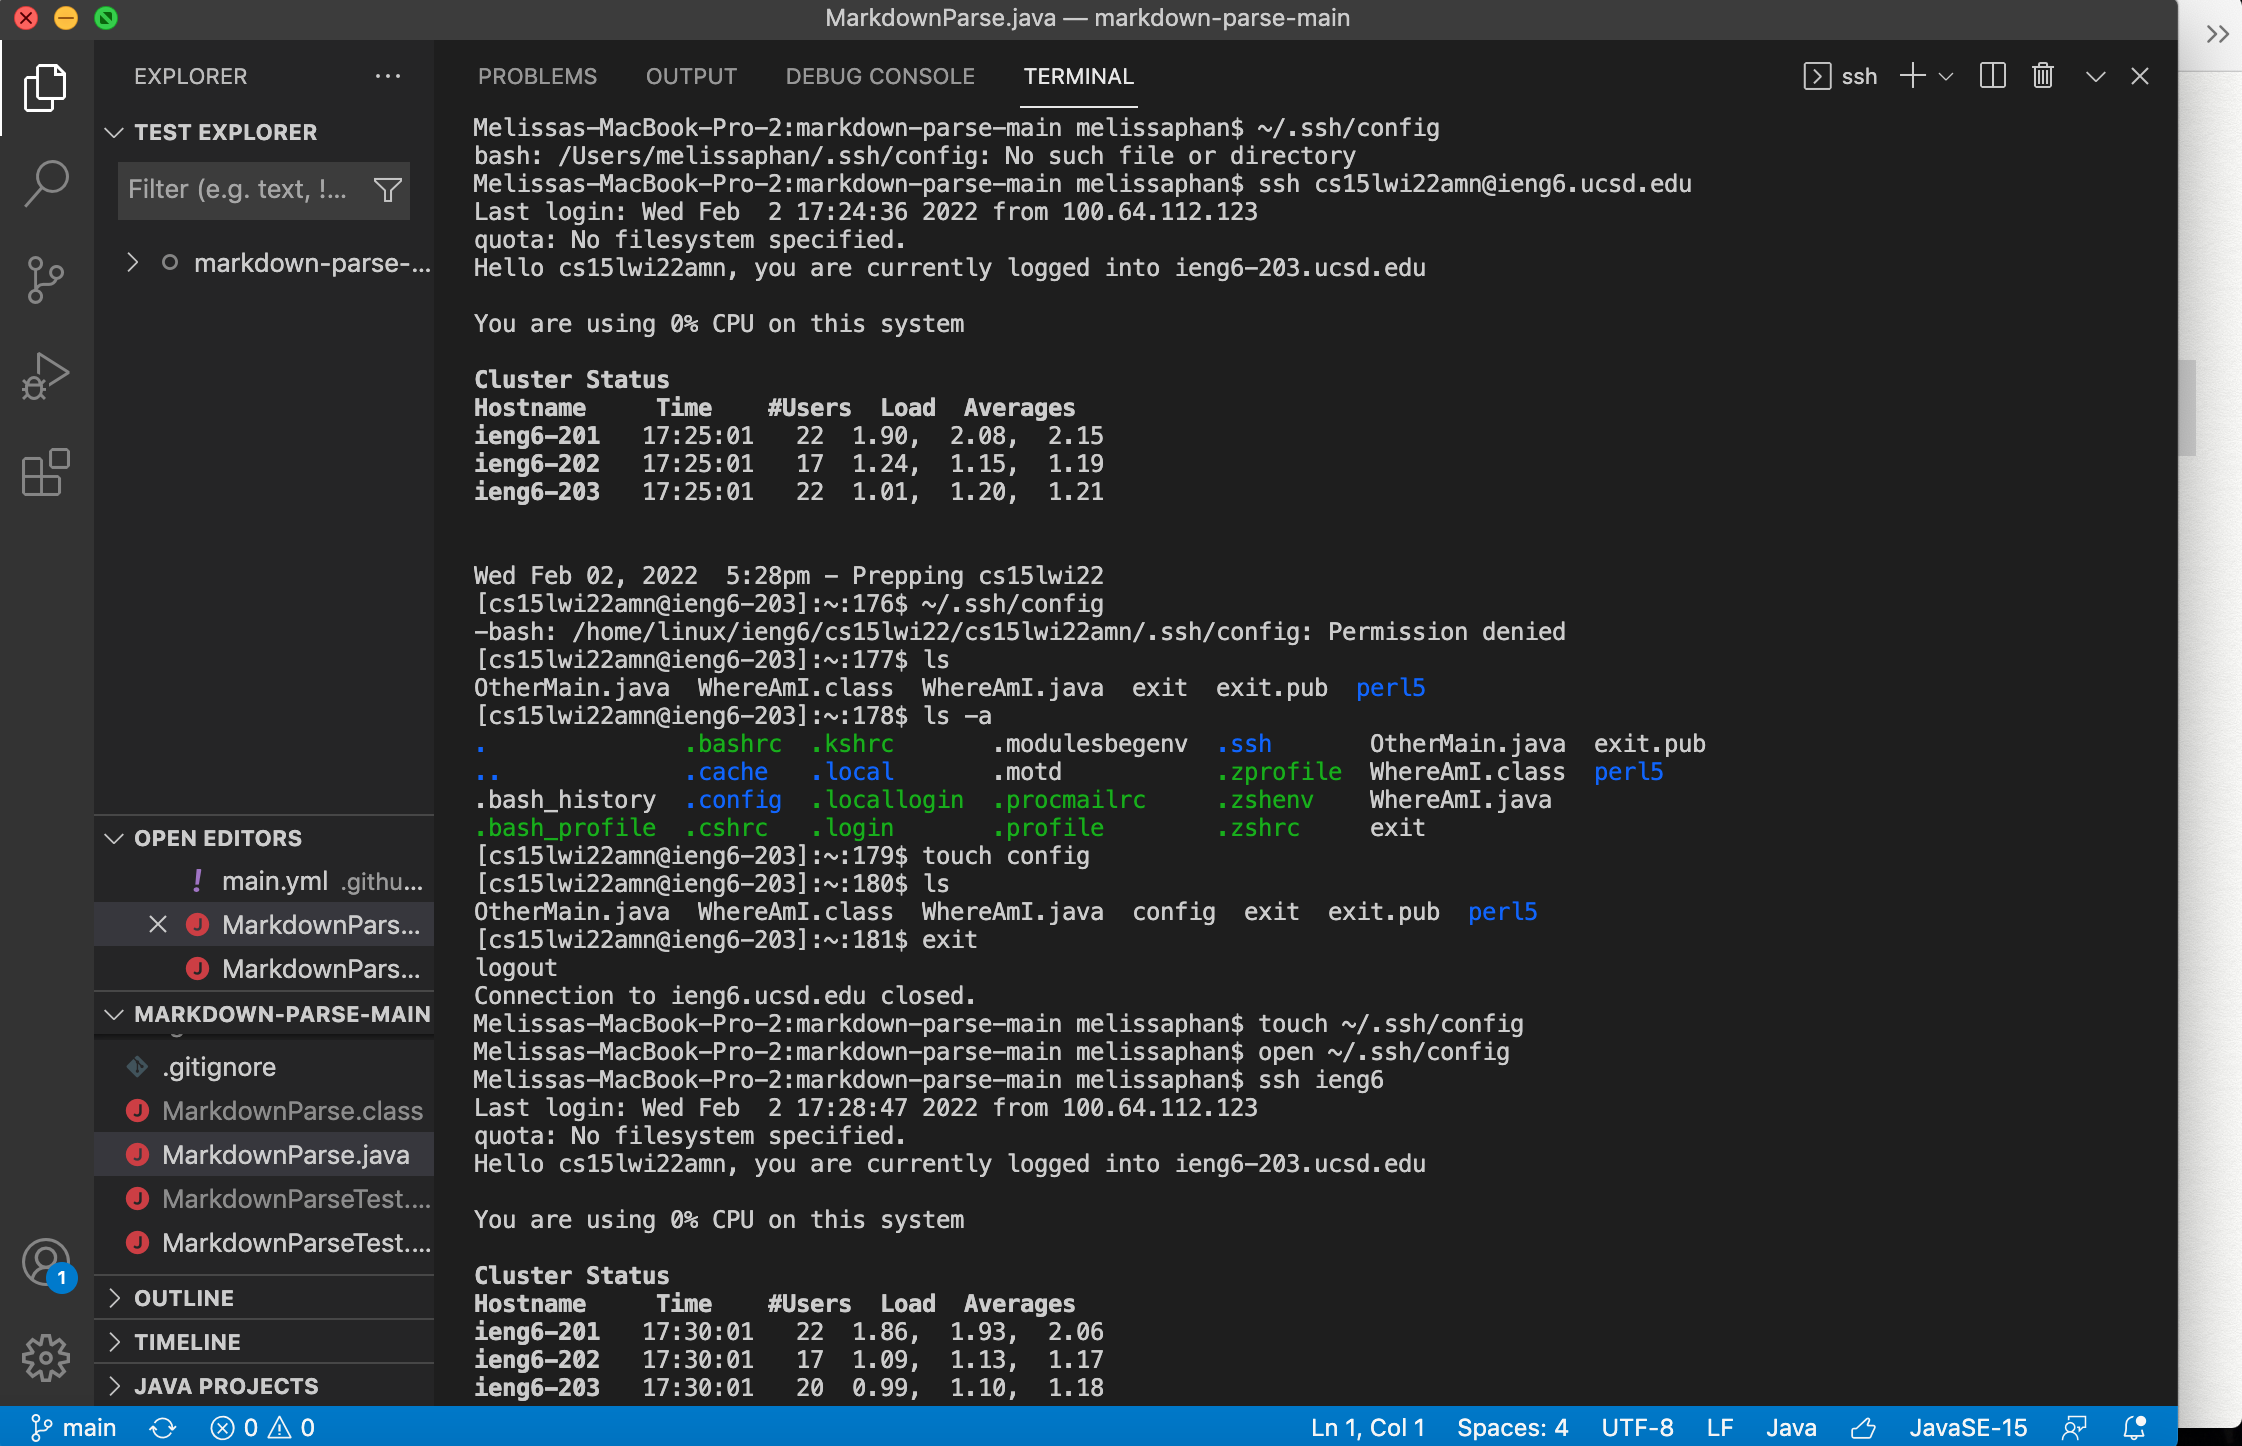 MarkdownParse.java — markdown-parse-main
EXPLORER
TEST EXPLORER
Filter (e.g. text, !...
markdown-parse-...
OPEN EDITORS
main.yml .githu...
MarkdownPars...
MarkdownPars...
MARKDOWN-PARSE-MAIN
.gitignore
MarkdownParse.class
MarkdownParse.java
MarkdownParseTest....
MarkdownParseTest....
OUTLINE
TIMELINE
JAVA PROJECTS
1
PROBLEMS OUTPUT DEBUG CONSOLE TERMINAL ssh
Melissas-MacBook-Pro-2:markdown-parse-main melissaphan$ ~/.ssh/config
bash: /Users/melissaphan/.ssh/config: No such file or directory
Melissas-MacBook-Pro-2:markdown-parse-main melissaphan$ ssh cs15lwi22amn@ieng6.ucsd.edu
Last login: Wed Feb  2 17:24:36 2022 from 100.64.112.123
quota: No filesystem specified.
Hello cs15lwi22amn, you are currently logged into ieng6-203.ucsd.edu
You are using 0% CPU on this system
Cluster Status
Hostname     Time    #Users  Load  Averages
ieng6-201   17:25:01   22  1.90,  2.08,  2.15
ieng6-202   17:25:01   17  1.24,  1.15,  1.19
ieng6-203   17:25:01   22  1.01,  1.20,  1.21
Wed Feb 02, 2022  5:28pm - Prepping cs15lwi22
[cs15lwi22amn@ieng6-203]:~:176$ ~/.ssh/config
-bash: /home/linux/ieng6/cs15lwi22/cs15lwi22amn/.ssh/config: Permission denied
[cs15lwi22amn@ieng6-203]:~:177$ ls
OtherMain.java  WhereAmI.class  WhereAmI.java  exit  exit.pub  perl5
[cs15lwi22amn@ieng6-203]:~:178$ ls -a
.  .bashrc  .kshrc  .modulesbegenv  .ssh  OtherMain.java  exit.pub
..  .cache  .local  .motd  .zprofile  WhereAmI.class  perl5
.bash_history  .config  .locallogin  .procmailrc  .zshenv  WhereAmI.java
.bash_profile  .cshrc  .login  .profile  .zshrc  exit
[cs15lwi22amn@ieng6-203]:~:179$ touch config
[cs15lwi22amn@ieng6-203]:~:180$ ls
OtherMain.java  WhereAmI.class  WhereAmI.java  config  exit  exit.pub  perl5
[cs15lwi22amn@ieng6-203]:~:181$ exit
logout
Connection to ieng6.ucsd.edu closed.
Melissas-MacBook-Pro-2:markdown-parse-main melissaphan$ touch ~/.ssh/config
Melissas-MacBook-Pro-2:markdown-parse-main melissaphan$ open ~/.ssh/config
Melissas-MacBook-Pro-2:markdown-parse-main melissaphan$ ssh ieng6
Last login: Wed Feb  2 17:28:47 2022 from 100.64.112.123
quota: No filesystem specified.
Hello cs15lwi22amn, you are currently logged into ieng6-203.ucsd.edu
You are using 0% CPU on this system
Cluster Status
Hostname     Time    #Users  Load  Averages
ieng6-201   17:30:01   22  1.86,  1.93,  2.06
ieng6-202   17:30:01   17  1.09,  1.13,  1.17
ieng6-203   17:30:01   20  0.99,  1.10,  1.18
main 0 0 Ln 1, Col 1 Spaces: 4 UTF-8 LF Java JavaSE-15